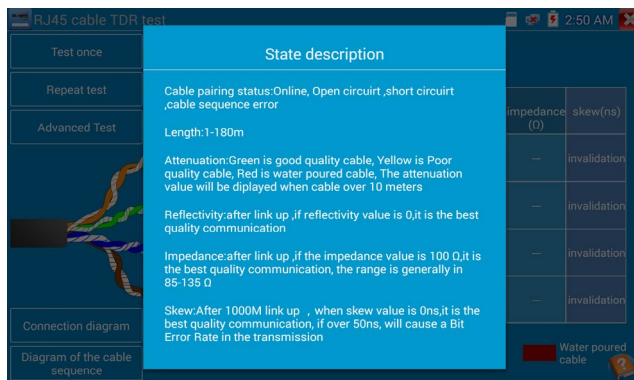 RJ45 cable TDR test
2:50 AM
Test once
Repeat test
Advanced Test
Connection diagram
Diagram of the cable
sequence
State description
Cable pairing status:Online, Open circuirt ,short circuirt
,cable sequence error
Length:1-180m
Attenuation:Green is good quality cable, Yellow is Poor
quality cable, Red is water poured cable, The attenuation
value will be diplayed when cable over 10 meters
Reflectivity:after link up ,if reflectivity value is 0,it is the best
quality communication
Impedance:after link up ,if the impedance value is 100 Ω,it is
the best quality communication, the range is generally in
85-135 Ω
Skew:After 1000M link up ，when skew value is 0ns,it is the
best quality communication, if over 50ns, will cause a Bit
Error Rate in the transmission
impedance
(Ω)
skew(ns)
— invalidation
— invalidation
— invalidation
— invalidation
Water poured
cable